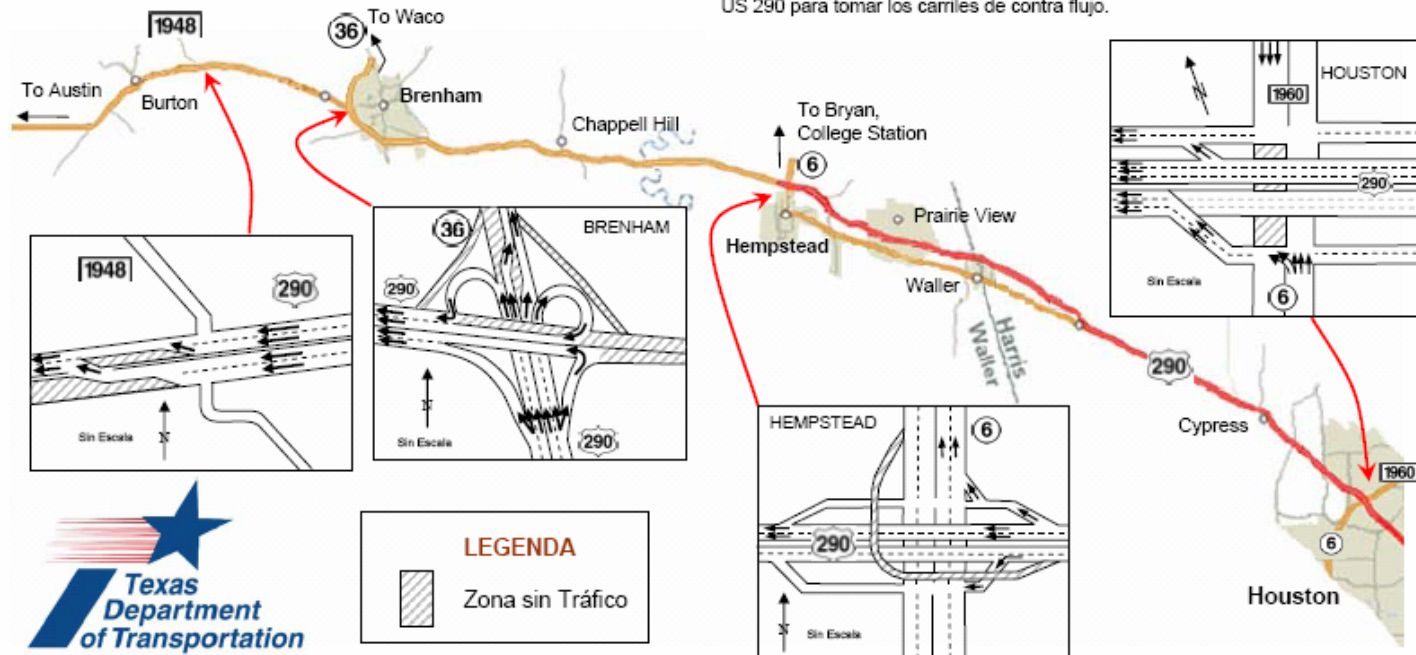 US 290 para tomar los carriles de contra flujo.
1948
36
To Waco
To Austin
Burton
Brenham
Chappell Hill
To Bryan,
College Station
6
Hempstead
Prairie View
Waller
Harris
Waller
290
Cypress
1960
6
Houston
HOUSTON
N
1960
290
Sin Escala
6
1948
290
Sin Escala
N
BRENHAM
36
290
N
Sin Escala
290
HEMPSTEAD
6
290
N
Sin Escala
LEGENDA
Zona sin Tráfico
Texas
Department
of Transportation